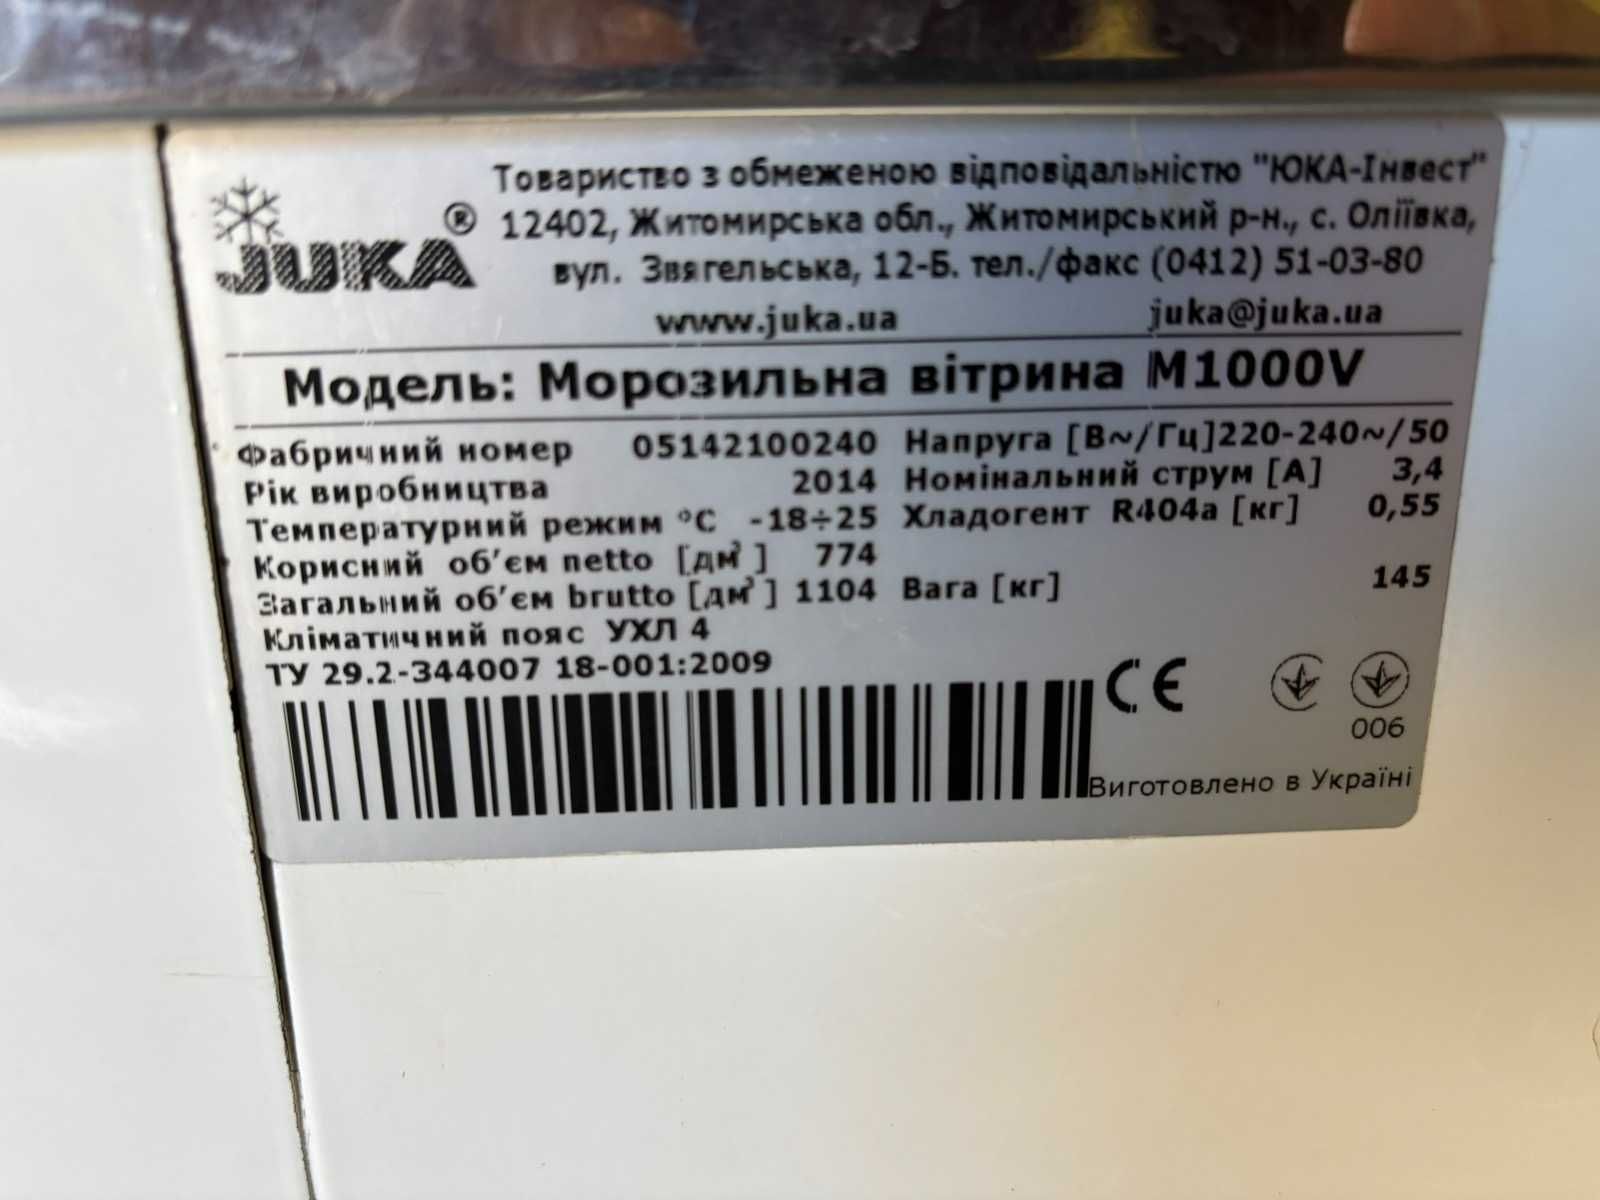 JUKA ®
Товариство з обмеженою відповідальністю "ЮКА-Інвест"
12402, Житомирська обл., Житомирський р-н., с. Оліївка,
вул. Звягельська, 12-Б. тел./факс (0412) 51-03-80
www.juka.ua juka@juka.ua
Модель: Морозильна вітрина М1000V
Фабричний номер 05142100240 Напруга [В~/Гц]220-240~/50
Рік виробництва 2014 Номінальний струм [А] 3,4
Температурний режим °С -18÷25 Хладогент R404a [кг] 0,55
Корисний об’єм netto [дм³] 774
Загальний об’єм brutto [дм³] 1104 Вага [кг] 145
Кліматичний пояс УХЛ 4
ТУ 29.2-344007 18-001:2009
CE
006
Виготовлено в Україні